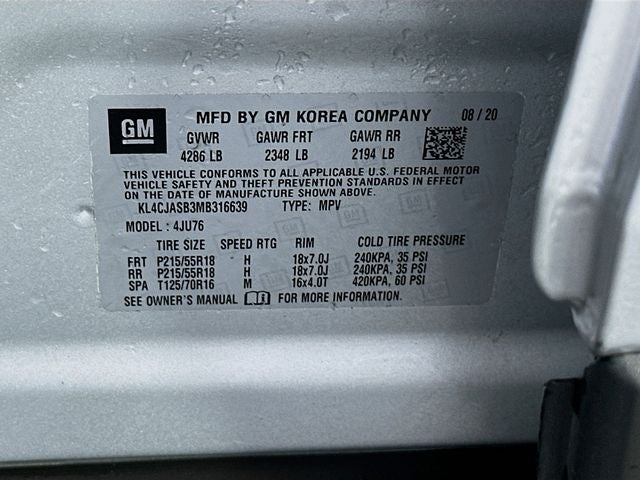 GM MFD BY GM KOREA COMPANY 08 / 20
GVWR GAWR FRT GAWR RR
4286 LB 2348 LB 2194 LB
THIS VEHICLE CONFORMS TO ALL APPLICABLE U.S. FEDERAL MOTOR
VEHICLE SAFETY AND THEFT PREVENTION STANDARDS IN EFFECT
ON THE DATE OF MANUFACTURE SHOWN ABOVE.
KL4CJASB3MB316639 TYPE: MPV
MODEL : 4JU76
TIRE SIZE SPEED RTG RIM COLD TIRE PRESSURE
FRT P215/55R18 H 18x7.0J 240KPA, 35 PSI
RR P215/55R18 H 18x7.0J 240KPA, 35 PSI
SPA T125/70R16 M 16x4.0T 420KPA, 60 PSI
SEE OWNER'S MANUAL FOR MORE INFORMATION.